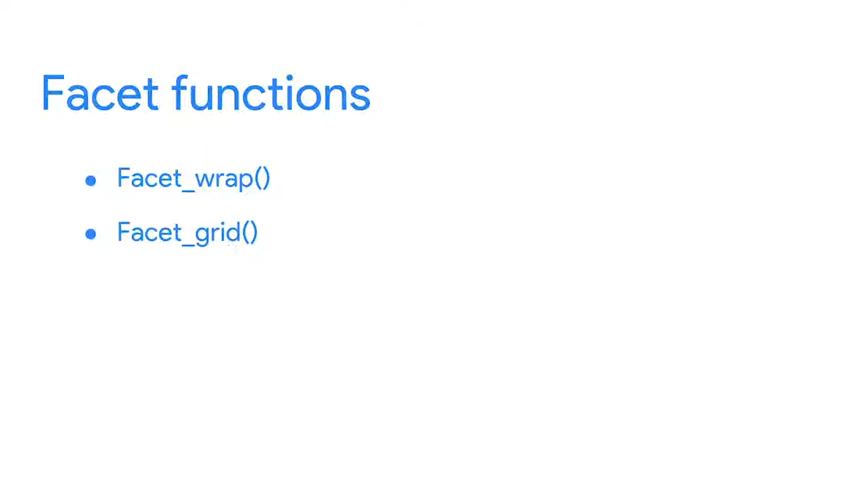 Facet functions
• Facet_wrap()
• Facet_grid()